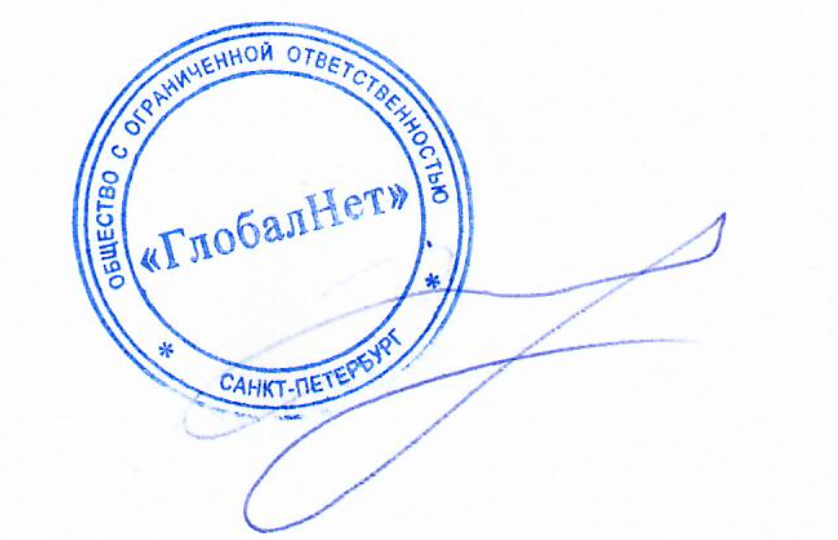 ОБЩЕСТВО С ОГРАНИЧЕННОЙ ОТВЕТСТВЕННОСТЬЮ
«ГлобалНет»
* САНКТ-ПЕТЕРБУРГ *